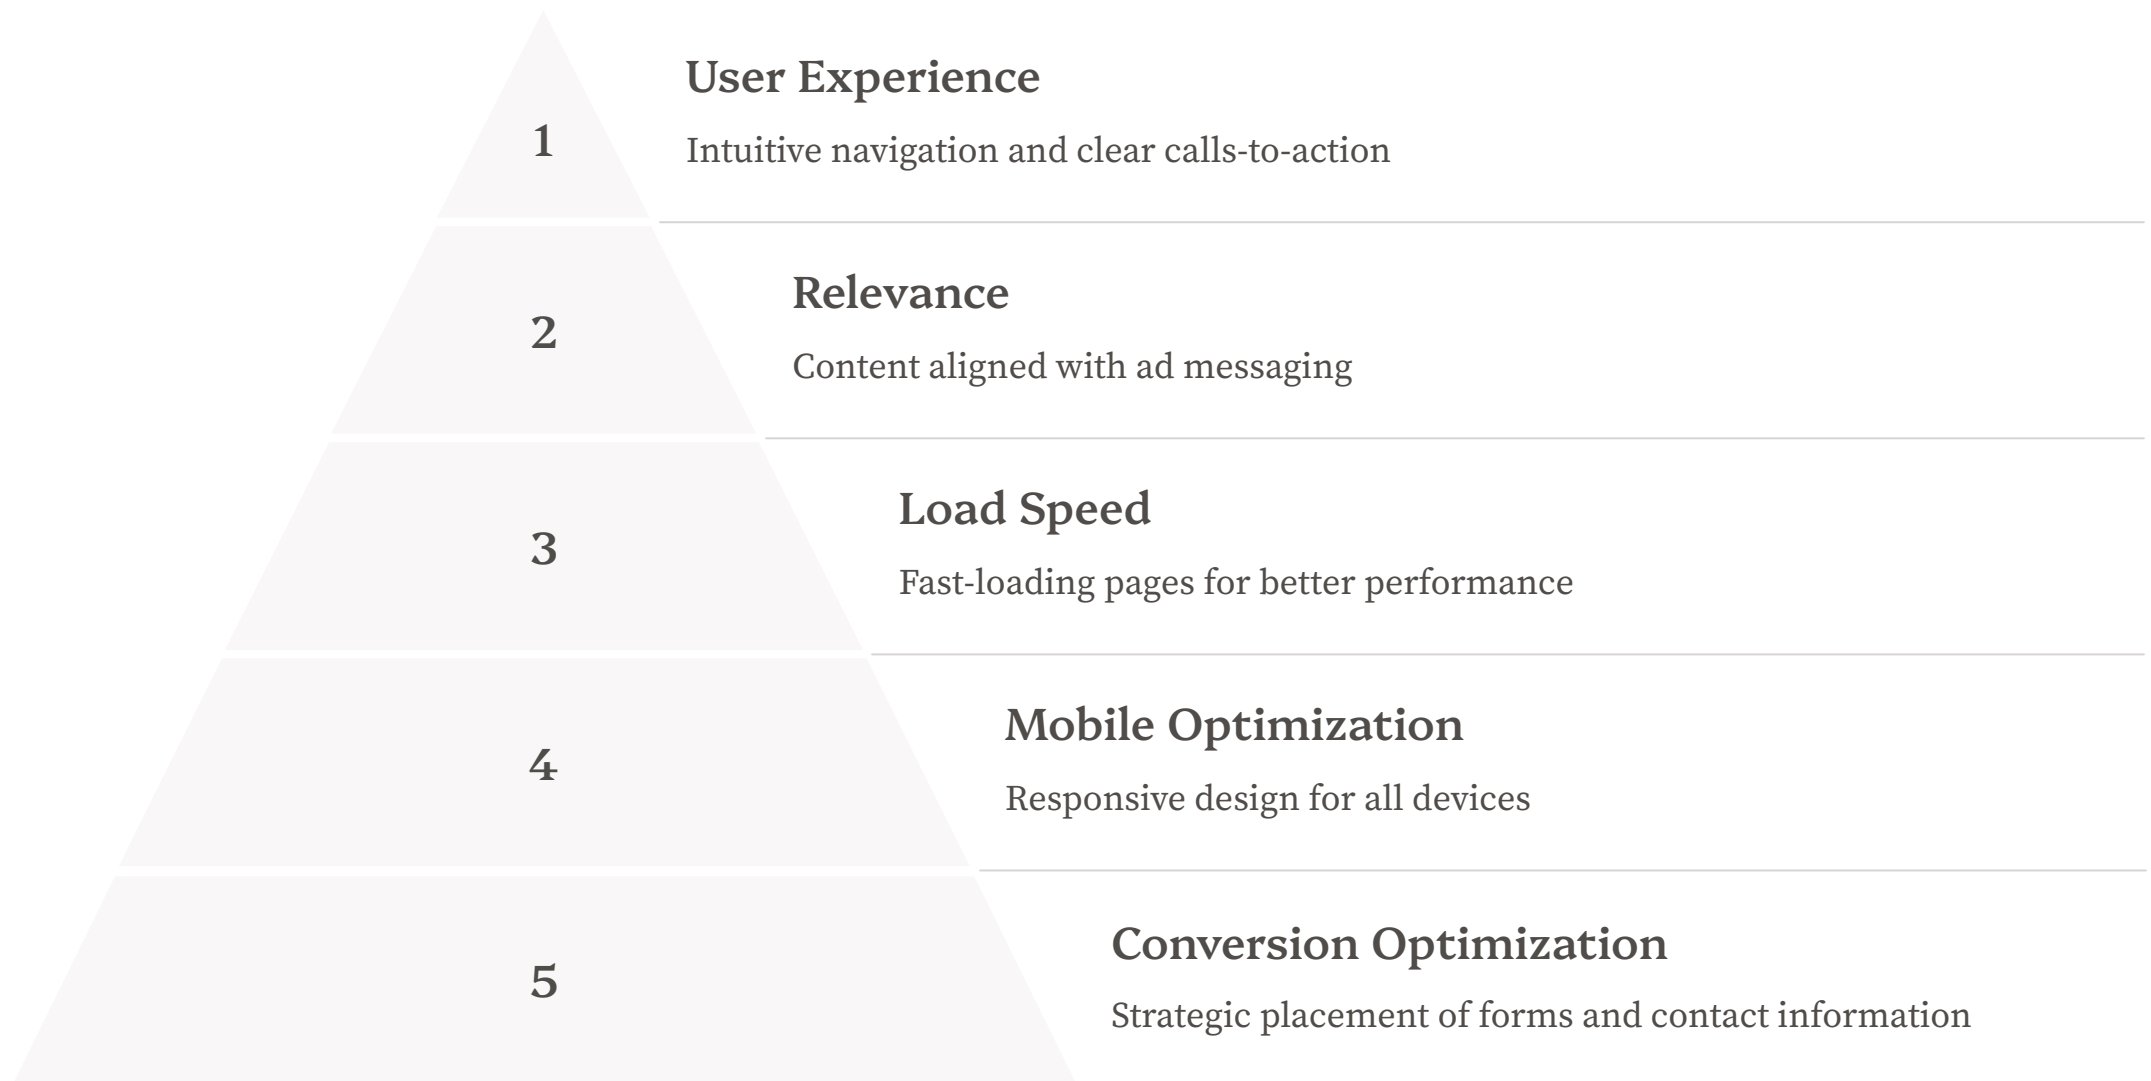 1
User Experience
Intuitive navigation and clear calls-to-action
2
Relevance
Content aligned with ad messaging
3
Load Speed
Fast-loading pages for better performance
4
Mobile Optimization
Responsive design for all devices
5
Conversion Optimization
Strategic placement of forms and contact information